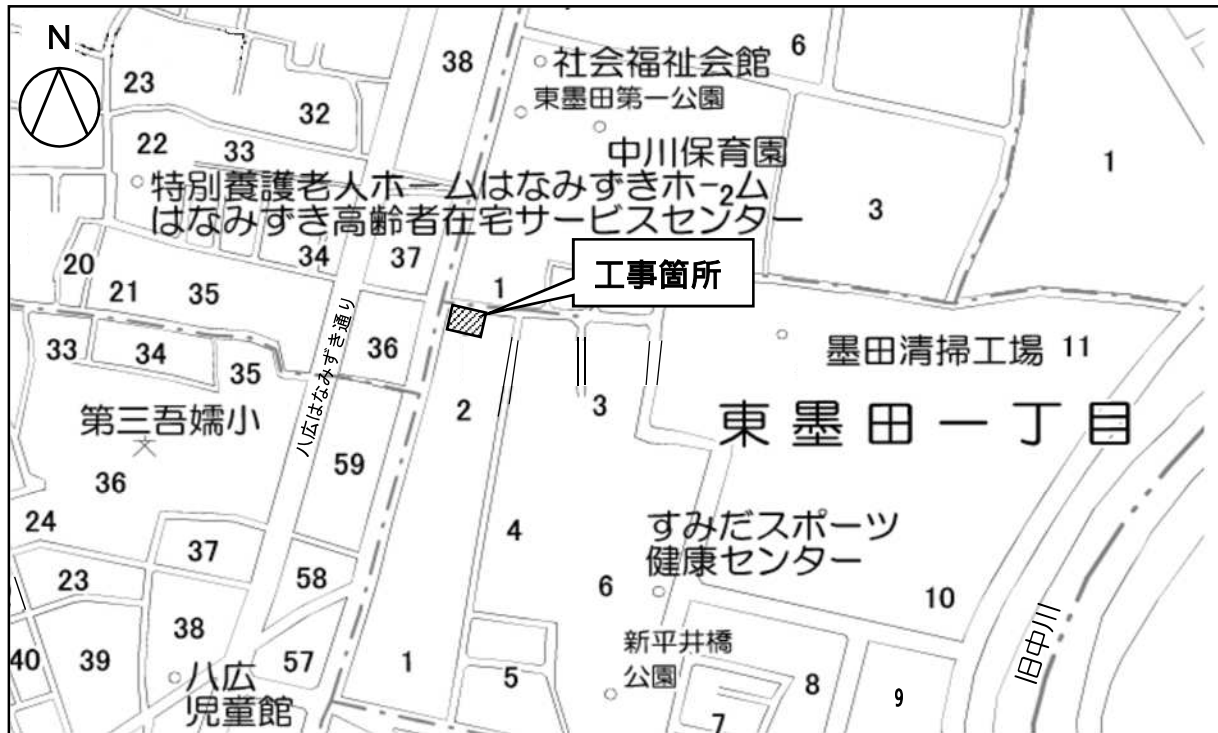 N
38
6
社会福祉会館
東墨田第一公園
23
32
22
33
中川保育園
1
特別養護老人ホームはなみずきホーム
2
はなみずき高齢者在宅サービスセンター
3
20
34
37
21
35
1
工事箇所
八広はなみずき通り
33
34
35
36
墨田清掃工場
11
第三吾嬬小
文
2
3
東墨田一丁目
36
59
24
37
4
すみだスポーツ
健康センター
23
58
6
10
旧中川
40
39
38
57
1
5
新平井橋
公園
8
9
7
八広
児童館